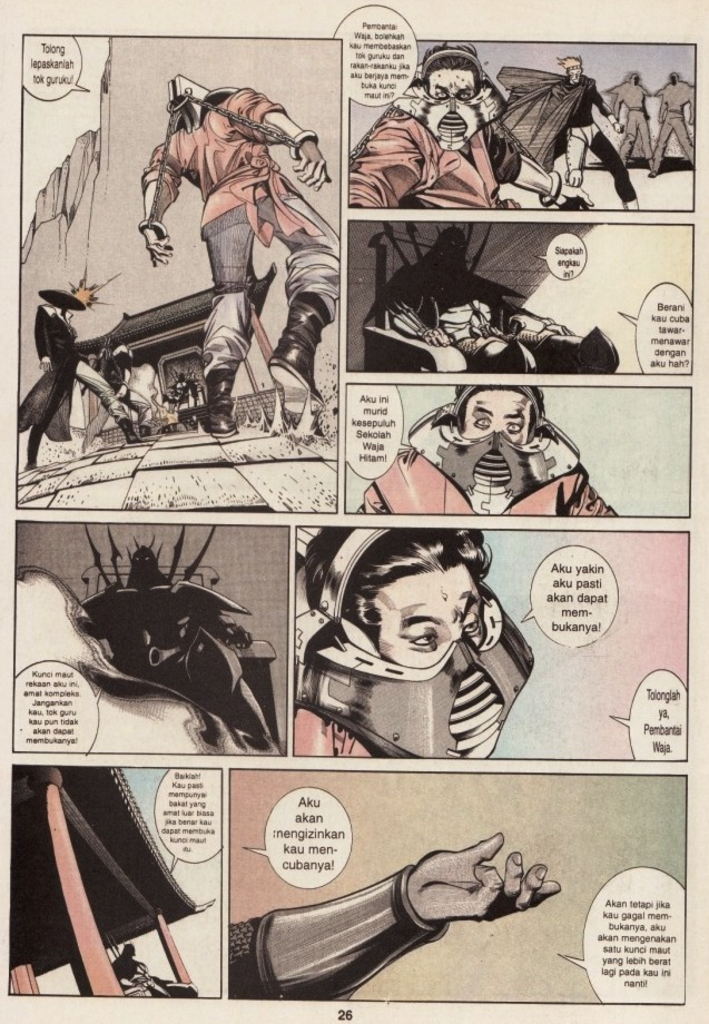 Tolong
lepaskanlah
tok guruku!
Pembantai
Waja, bolehkah
kau membebaskan
tok guruku dan
rakan-rakanku jika
aku berjaya mem-
buka kunci
maut ini?
Siapakah
engkau
ini?
Berani
kau cuba
tawar-
menawar
dengan
aku hah?
Aku ini
murid
kesepuluh
Sekolah
Waja
Hitam!
Kunci maut
rekaan aku ini,
amat kompleks.
Jangankan
kau, tok guru
kau pun tidak
akan dapat
membukanya!
Aku yakin
aku pasti
akan dapat
mem-
bukanya!
Tolonglah
ya,
Pembantai
Waja.
Baiklah!
Kau pasti
mempunyai
bakat yang
amat luar biasa
jika benar kau
dapat membuka
kunci maut
itu.
Aku
akan
mengizinkan
kau men-
cubanya!
Akan tetapi jika
kau gagal mem-
bukanya, aku
akan mengenakan
satu kunci maut
yang lebih berat
lagi pada kau ini
nanti!
26